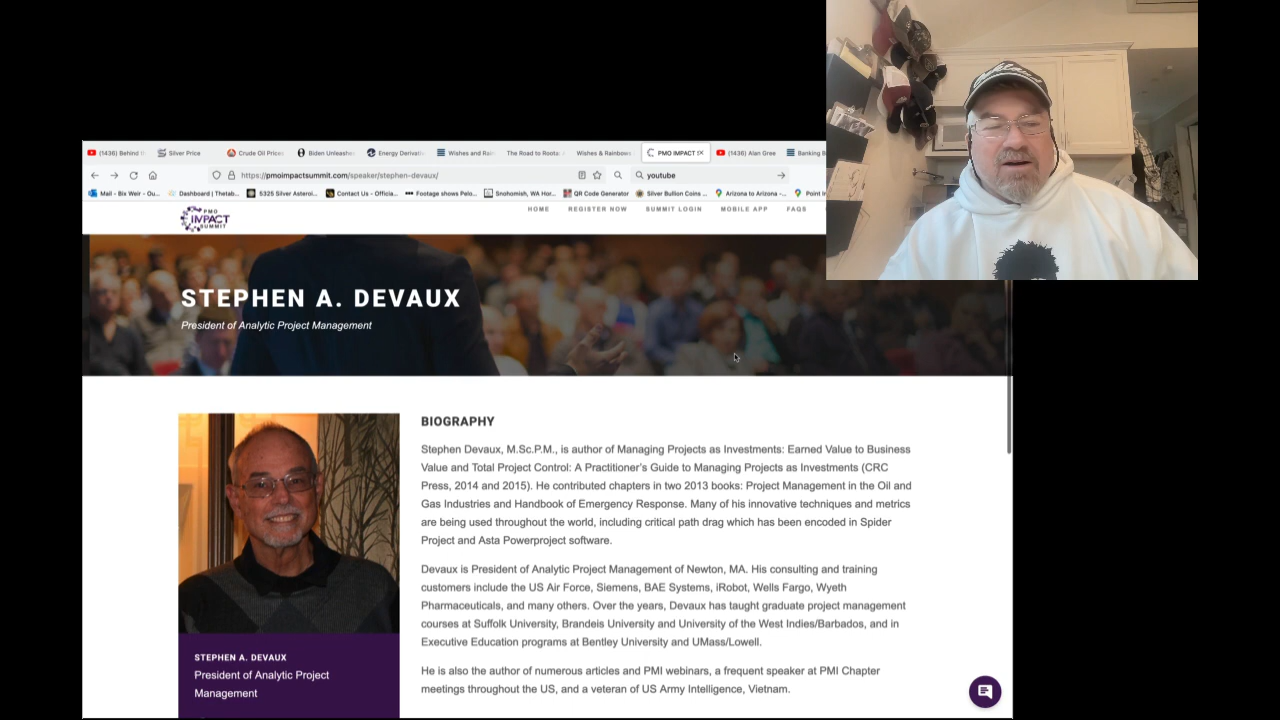 (1436) Behind t
Silver Price
Crude Oil Price
Biden Unleashe
Energy Derivati
Wishes and Rai
The Road to Roota:
Wishes & Rainbows
PMO IMPACT S
(1436) Alan Gree
Banking B
https://pmoimpactsummit.com/speaker/stephen-devaux/
youtube
Mail - Bix Weir - Ou...
Dashboard | Thetab...
5325 Silver Asteroi...
Contact Us - Officia...
Footage shows Palo...
Snohomish, WA Hor...
QR Code Generator
Silver Bullion Coins ...
Arizona to Arizona -...
Point In
PMO
IMPACT
SUMMIT
HOME
REGISTER NOW
SUMMIT LOGIN
MOBILE APP
FAQS
STEPHEN A. DEVAUX
President of Analytic Project Management
BIOGRAPHY
Stephen Devaux, M.Sc.P.M., is author of Managing Projects as Investments: Earned Value to Business
Value and Total Project Control: A Practitioner's Guide to Managing Projects as Investments (CRC
Press, 2014 and 2015). He contributed chapters in two 2013 books: Project Management in the Oil and
Gas Industries and Handbook of Emergency Response. Many of his innovative techniques and metrics
are being used throughout the world, including critical path drag which has been encoded in Spider
Project and Asta Powerproject software.
Devaux is President of Analytic Project Management of Newton, MA. His consulting and training
customers include the US Air Force, Siemens, BAE Systems, iRobot, Wells Fargo, Wyeth
Pharmaceuticals, and many others. Over the years, Devaux has taught graduate project management
courses at Suffolk University, Brandeis University and University of the West Indies/Barbados, and in
Executive Education programs at Bentley University and UMass/Lowell.
He is also the author of numerous articles and PMI webinars, a frequent speaker at PMI Chapter
meetings throughout the US, and a veteran of US Army Intelligence, Vietnam.
STEPHEN A. DEVAUX
President of Analytic Project
Management